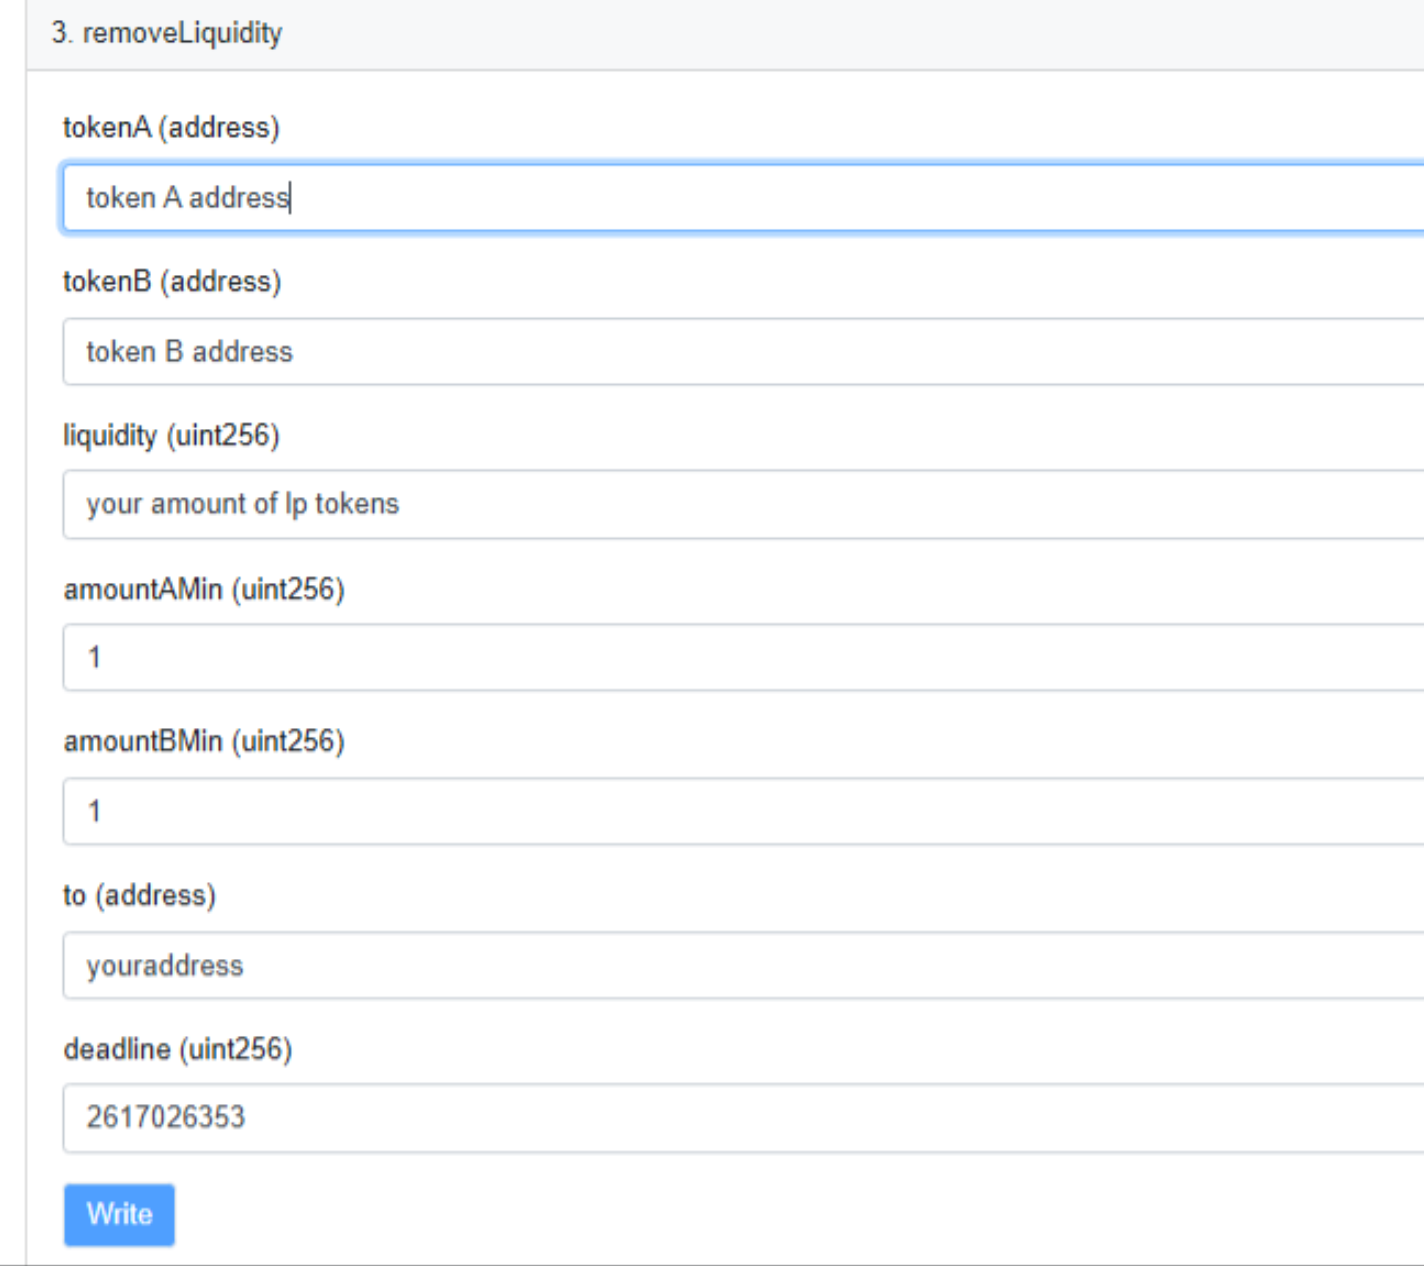 3. removeLiquidity
tokenA (address)
token A address
tokenB (address)
token B address
liquidity (uint256)
your amount of lp tokens
amountAMin (uint256)
1
amountBMin (uint256)
1
to (address)
youraddress
deadline (uint256)
2617026353
Write